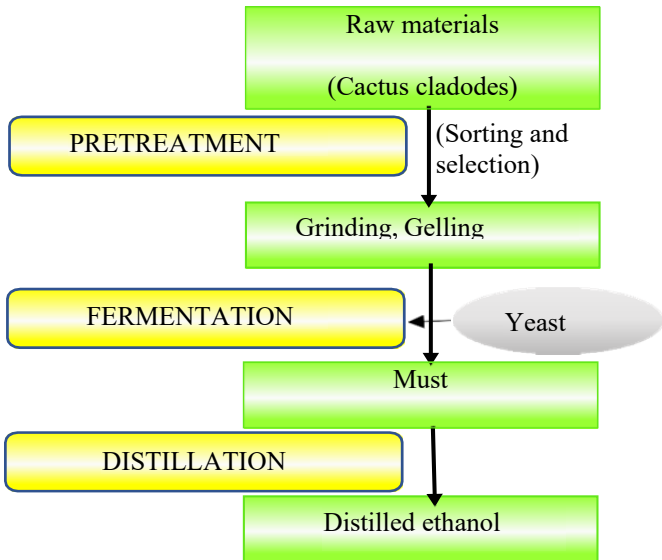 Raw materials
(Cactus cladodes)
PRETREATMENT
(Sorting and
selection)
Grinding, Gelling
FERMENTATION
Yeast
Must
DISTILLATION
Distilled ethanol